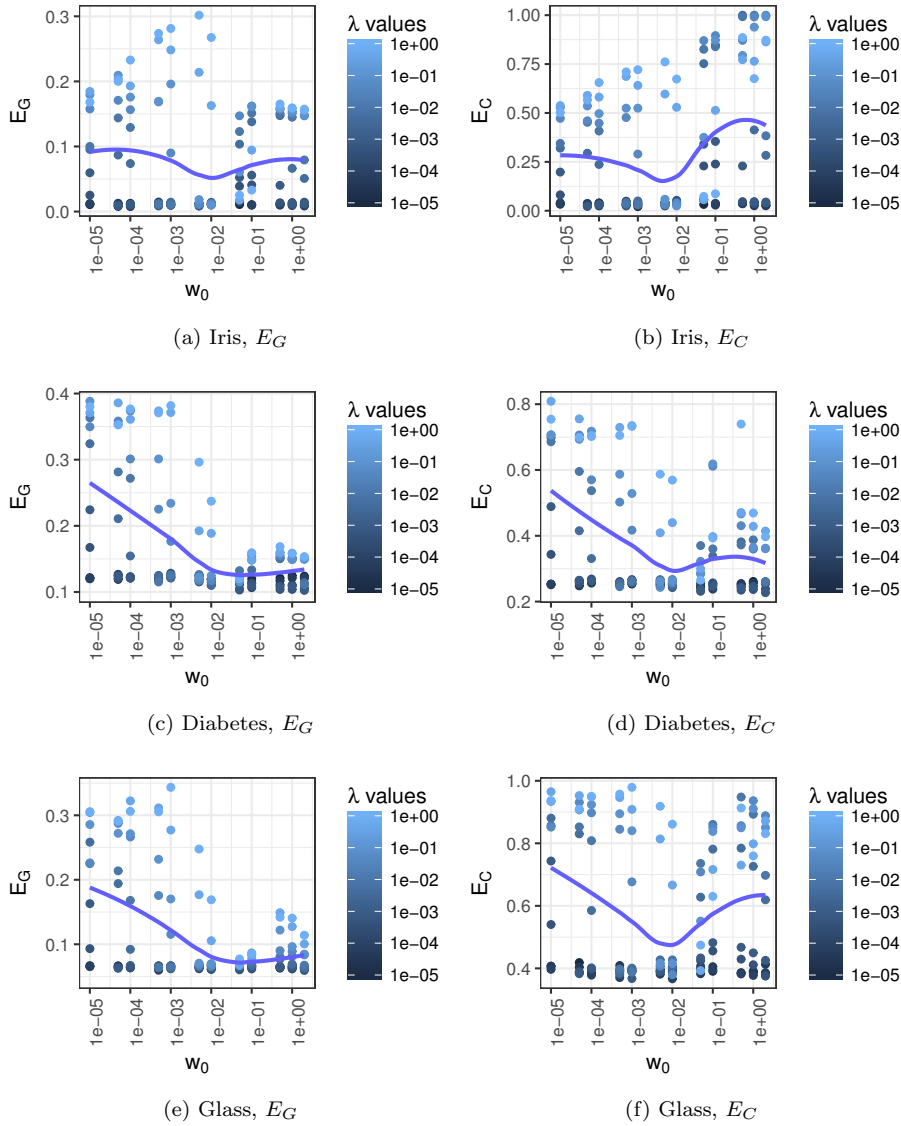 E_G
0.3
0.2
0.1
0.0
1e−05
1e−04
1e−03
1e−02
1e−01
1e+00
w_0
λ values
1e+00
1e−01
1e−02
1e−03
1e−04
1e−05
(a) Iris, E_G
E_C
1.00
0.75
0.50
0.25
0.00
1e−05
1e−04
1e−03
1e−02
1e−01
1e+00
w_0
λ values
1e+00
1e−01
1e−02
1e−03
1e−04
1e−05
(b) Iris, E_C
E_G
0.4
0.3
0.2
0.1
1e−05
1e−04
1e−03
1e−02
1e−01
1e+00
w_0
λ values
1e+00
1e−01
1e−02
1e−03
1e−04
1e−05
(c) Diabetes, E_G
E_C
0.8
0.6
0.4
0.2
1e−05
1e−04
1e−03
1e−02
1e−01
1e+00
w_0
λ values
1e+00
1e−01
1e−02
1e−03
1e−04
1e−05
(d) Diabetes, E_C
E_G
0.3
0.2
0.1
1e−05
1e−04
1e−03
1e−02
1e−01
1e+00
w_0
λ values
1e+00
1e−01
1e−02
1e−03
1e−04
1e−05
(e) Glass, E_G
E_C
1.0
0.8
0.6
0.4
1e−05
1e−04
1e−03
1e−02
1e−01
1e+00
w_0
λ values
1e+00
1e−01
1e−02
1e−03
1e−04
1e−05
(f) Glass, E_C